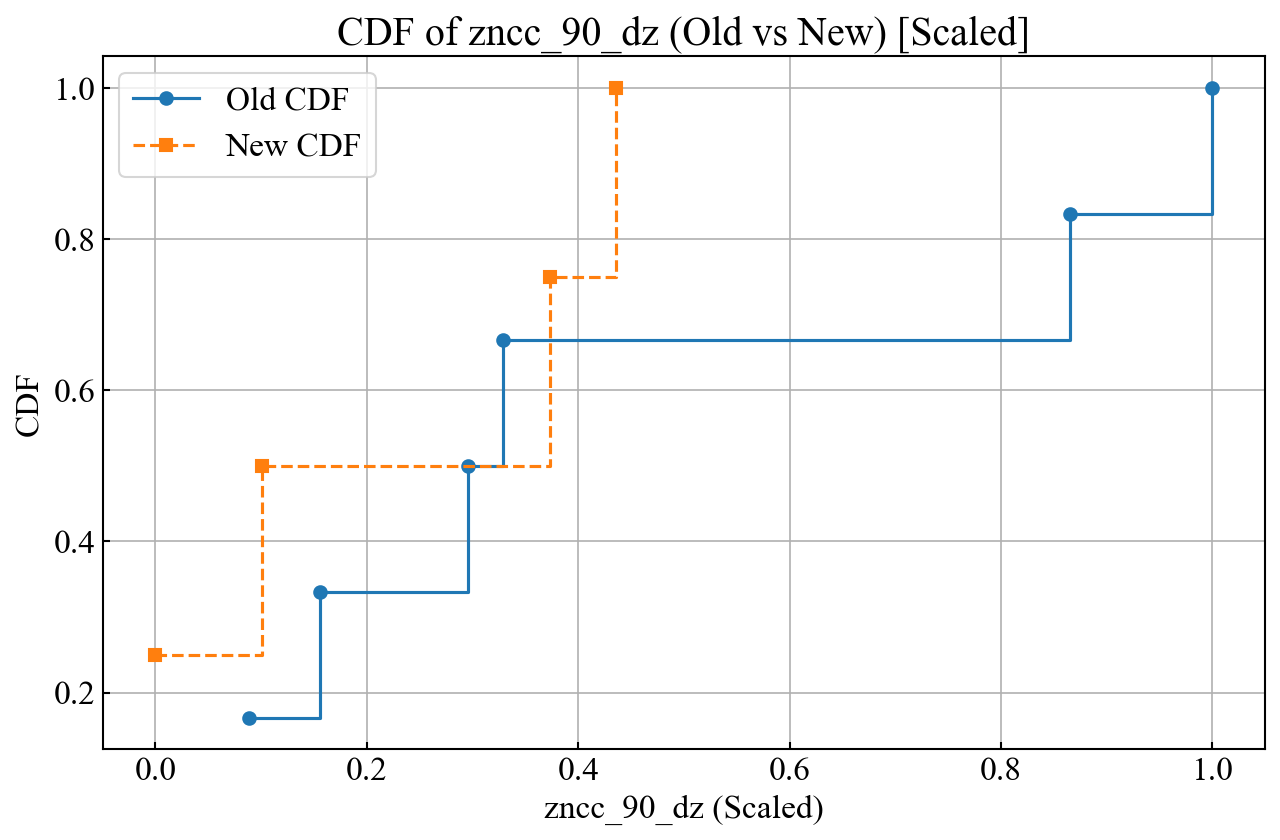 CDF of zncc_90_dz (Old vs New) [Scaled]
Old CDF
New CDF
1.0
0.8
0.6
0.4
0.2
CDF
0.0 0.2 0.4 0.6 0.8 1.0
zncc_90_dz (Scaled)